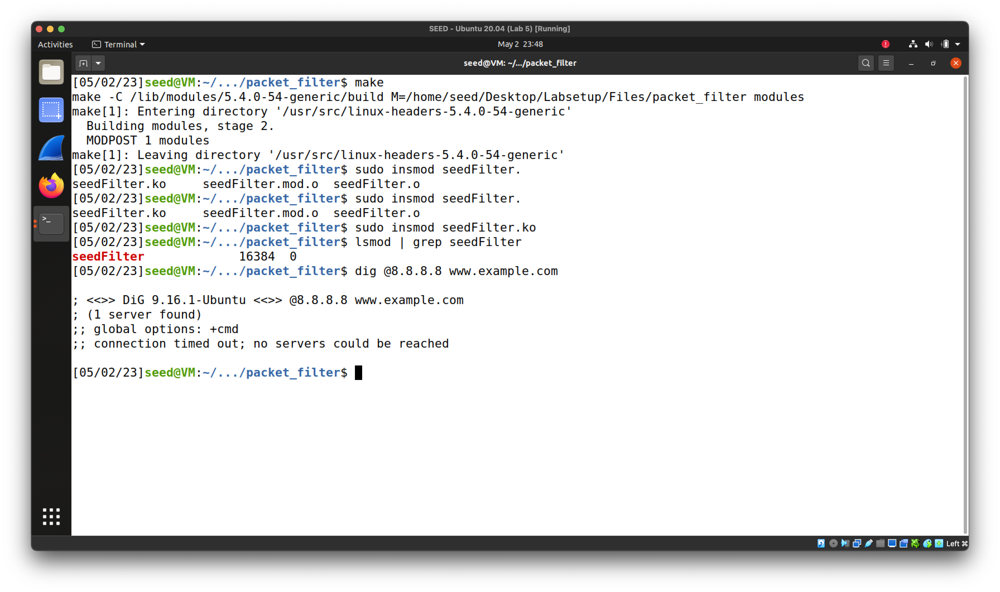 SEED - Ubuntu 20.04 (Lab 5) [Running]
Activities Terminal May 2 23:48
seed@VM: ~/.../packet_filter
[05/02/23]seed@VM:~/.../packet_filter$ make
make -C /lib/modules/5.4.0-54-generic/build M=/home/seed/Desktop/Labsetup/Files/packet_filter modules
make[1]: Entering directory '/usr/src/linux-headers-5.4.0-54-generic'
  Building modules, stage 2.
  MODPOST 1 modules
make[1]: Leaving directory '/usr/src/linux-headers-5.4.0-54-generic'
[05/02/23]seed@VM:~/.../packet_filter$ sudo insmod seedFilter.
seedFilter.ko     seedFilter.mod.o  seedFilter.o
[05/02/23]seed@VM:~/.../packet_filter$ sudo insmod seedFilter.
seedFilter.ko     seedFilter.mod.o  seedFilter.o
[05/02/23]seed@VM:~/.../packet_filter$ sudo insmod seedFilter.ko
[05/02/23]seed@VM:~/.../packet_filter$ lsmod | grep seedFilter
seedFilter             16384  0
[05/02/23]seed@VM:~/.../packet_filter$ dig @8.8.8.8 www.example.com
; <<>> DiG 9.16.1-Ubuntu <<>> @8.8.8.8 www.example.com
; (1 server found)
;; global options: +cmd
;; connection timed out; no servers could be reached
[05/02/23]seed@VM:~/.../packet_filter$
Left ⌘